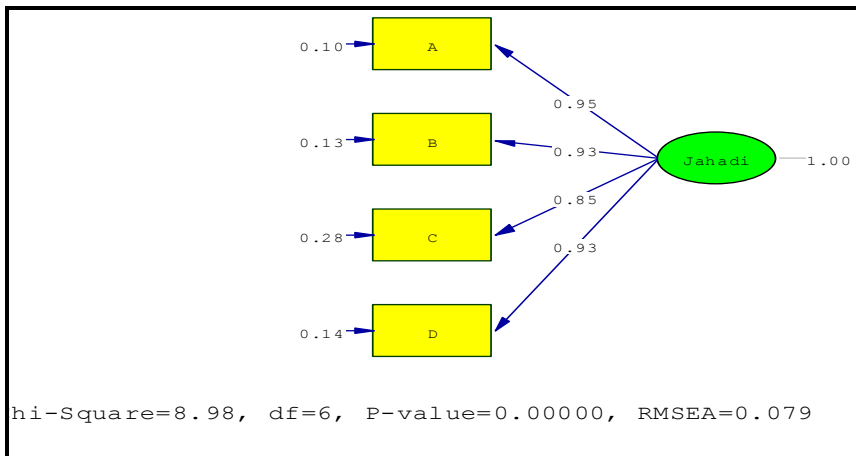 0.10
A
0.95
0.13
B
0.93
Jahadi
1.00
0.85
0.28
C
0.93
0.14
D
hi-Square=8.98, df=6, P-value=0.00000, RMSEA=0.079